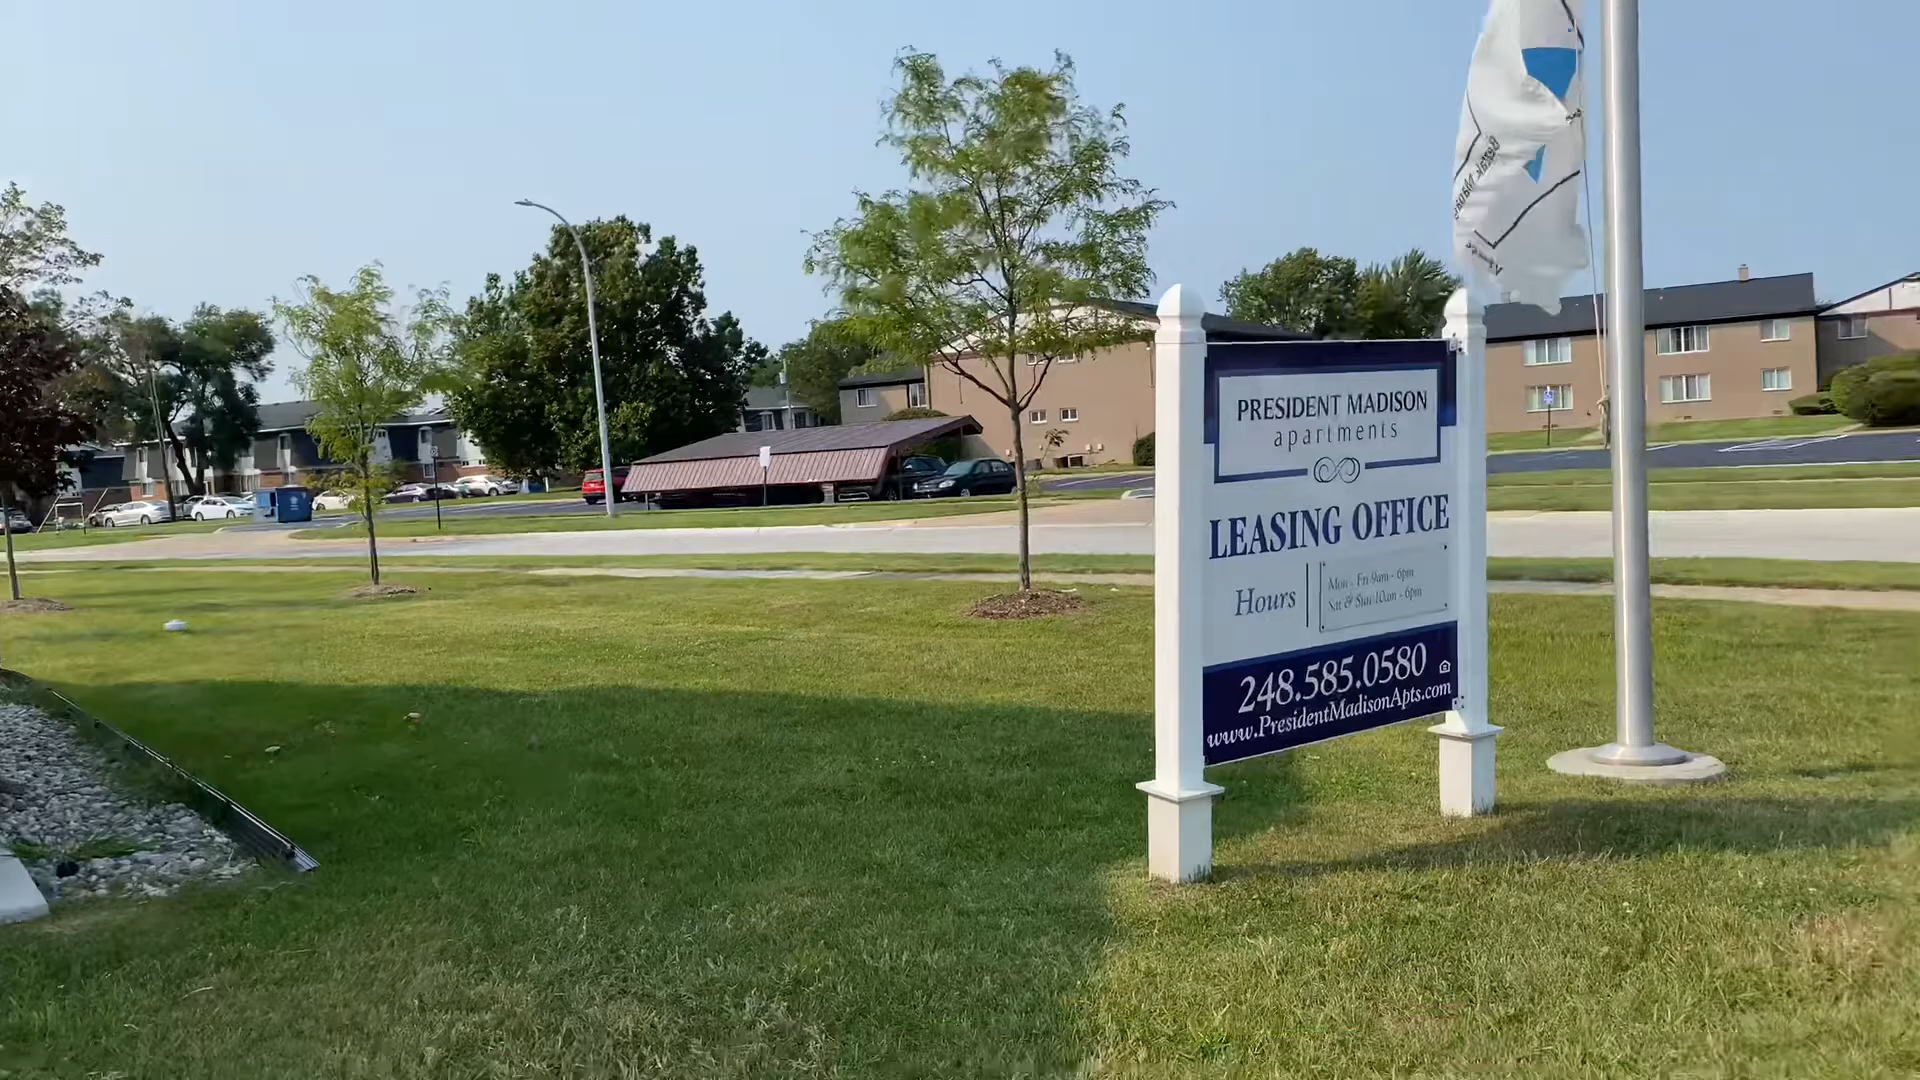 PRESIDENT MADISON
apartments
LEASING OFFICE
Hours
Mon - Fri 9am - 6pm
Sat & Sun 10am - 6pm
248.585.0580
www.PresidentMadisonApts.com